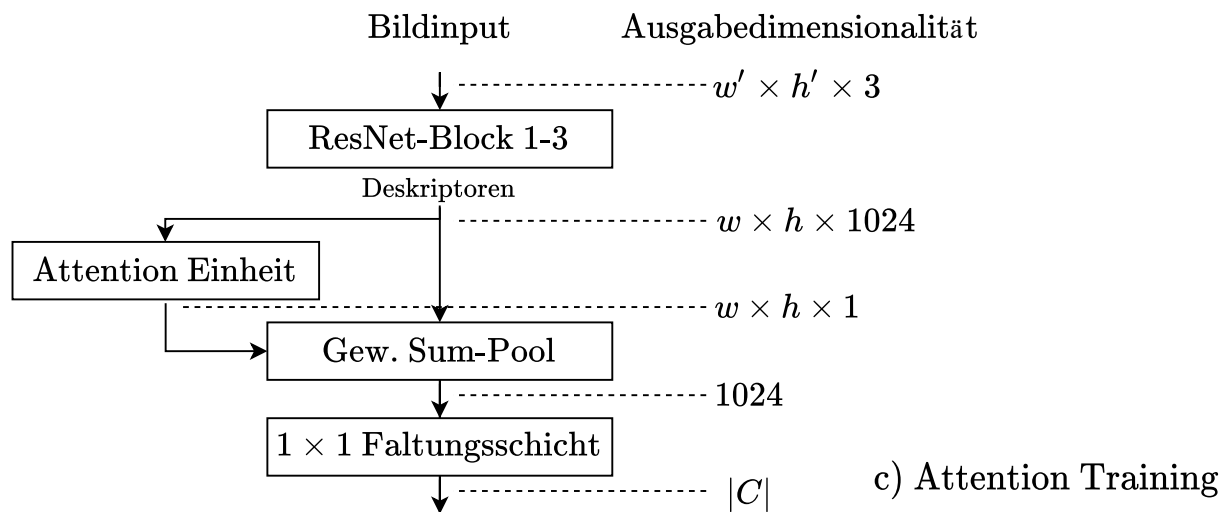 Bildinput Ausgabedimensionalität
w′ × h′ × 3
ResNet-Block 1-3
Deskriptoren
w × h × 1024
Attention Einheit
w × h × 1
Gew. Sum-Pool
1024
1 × 1 Faltungsschicht
c) Attention Training
|C|